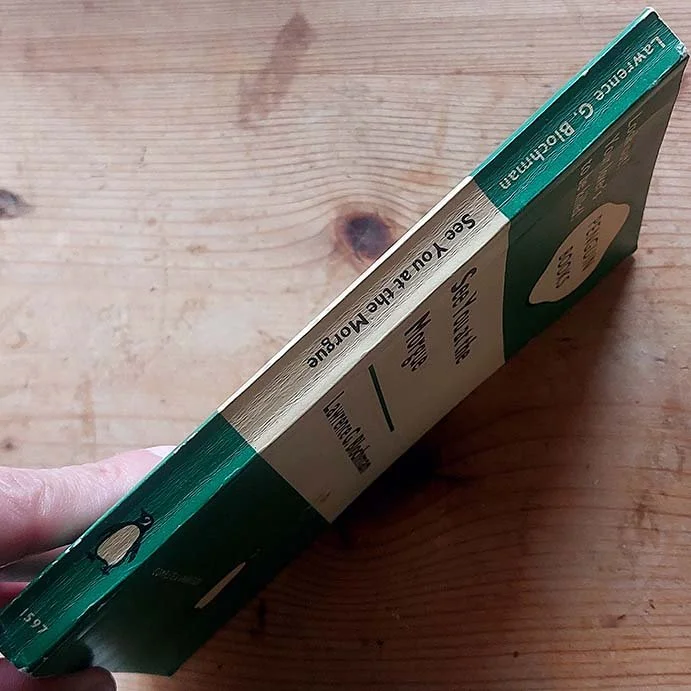 Lawrence G. Blochman
See You at the Morgue
1597
PENGUIN
BOOKS
See You at the
Morgue
Lawrence G. Blochman